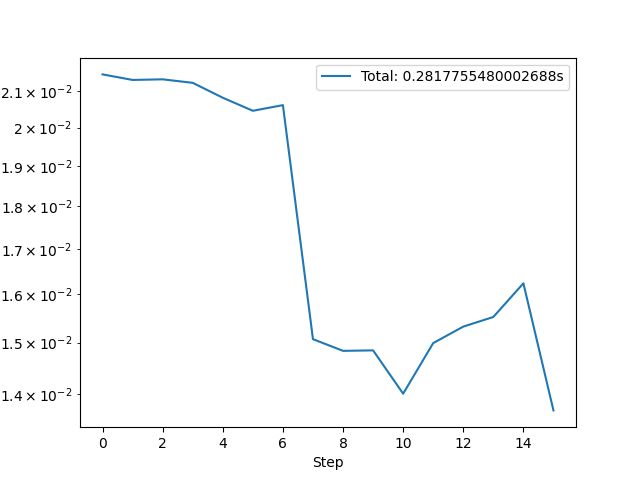 Total: 0.2817755480002688s
2.1 × 10⁻²
2 × 10⁻²
1.9 × 10⁻²
1.8 × 10⁻²
1.7 × 10⁻²
1.6 × 10⁻²
1.5 × 10⁻²
1.4 × 10⁻²
0 2 4 6 8 10 12 14
Step